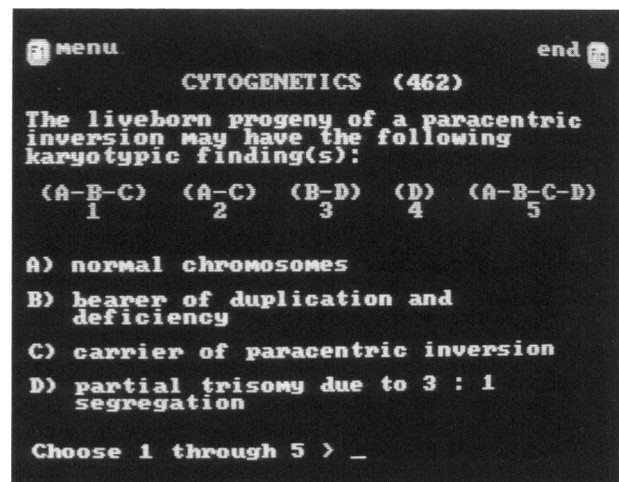 F1 menu end F10
CYTOGENETICS (462)
The liveborn progeny of a paracentric
inversion may have the following
karyotypic finding(s):
(A-B-C) (A-C) (B-D) (D) (A-B-C-D)
1 2 3 4 5
A) normal chromosomes
B) bearer of duplication and
deficiency
C) carrier of paracentric inversion
D) partial trisomy due to 3 : 1
segregation
Choose 1 through 5 > _